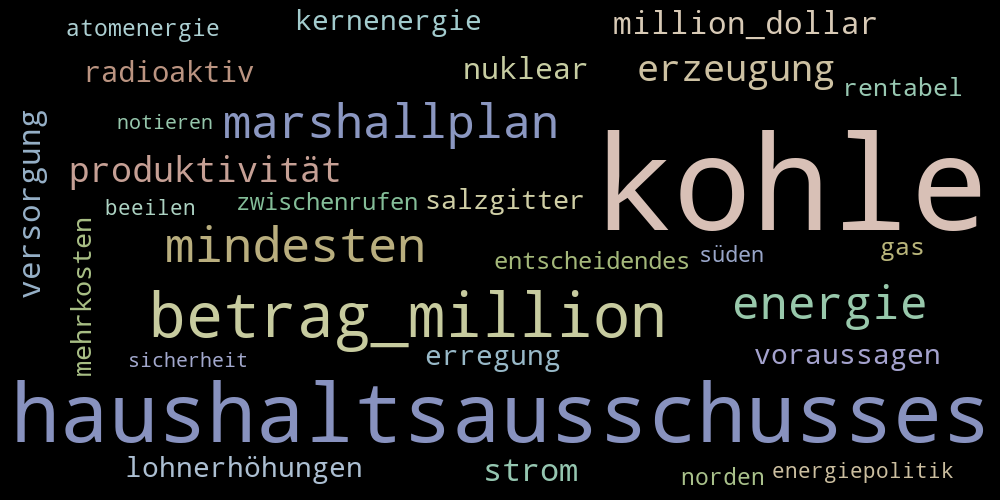 atomenergie
kernenergie
million_dollar
radioaktiv
nuklear
erzeugung
rentabel
notieren
marshallplan
kohle
versorgung
produktivität
beeilen
zwischenrufen
salzgitter
mehrkosten
mindesten
entscheidendes
süden
gas
betrag_million
energie
sicherheit
erregung
voraussagen
haushaltsausschusses
lohnerhöhungen
strom
norden
energiepolitik